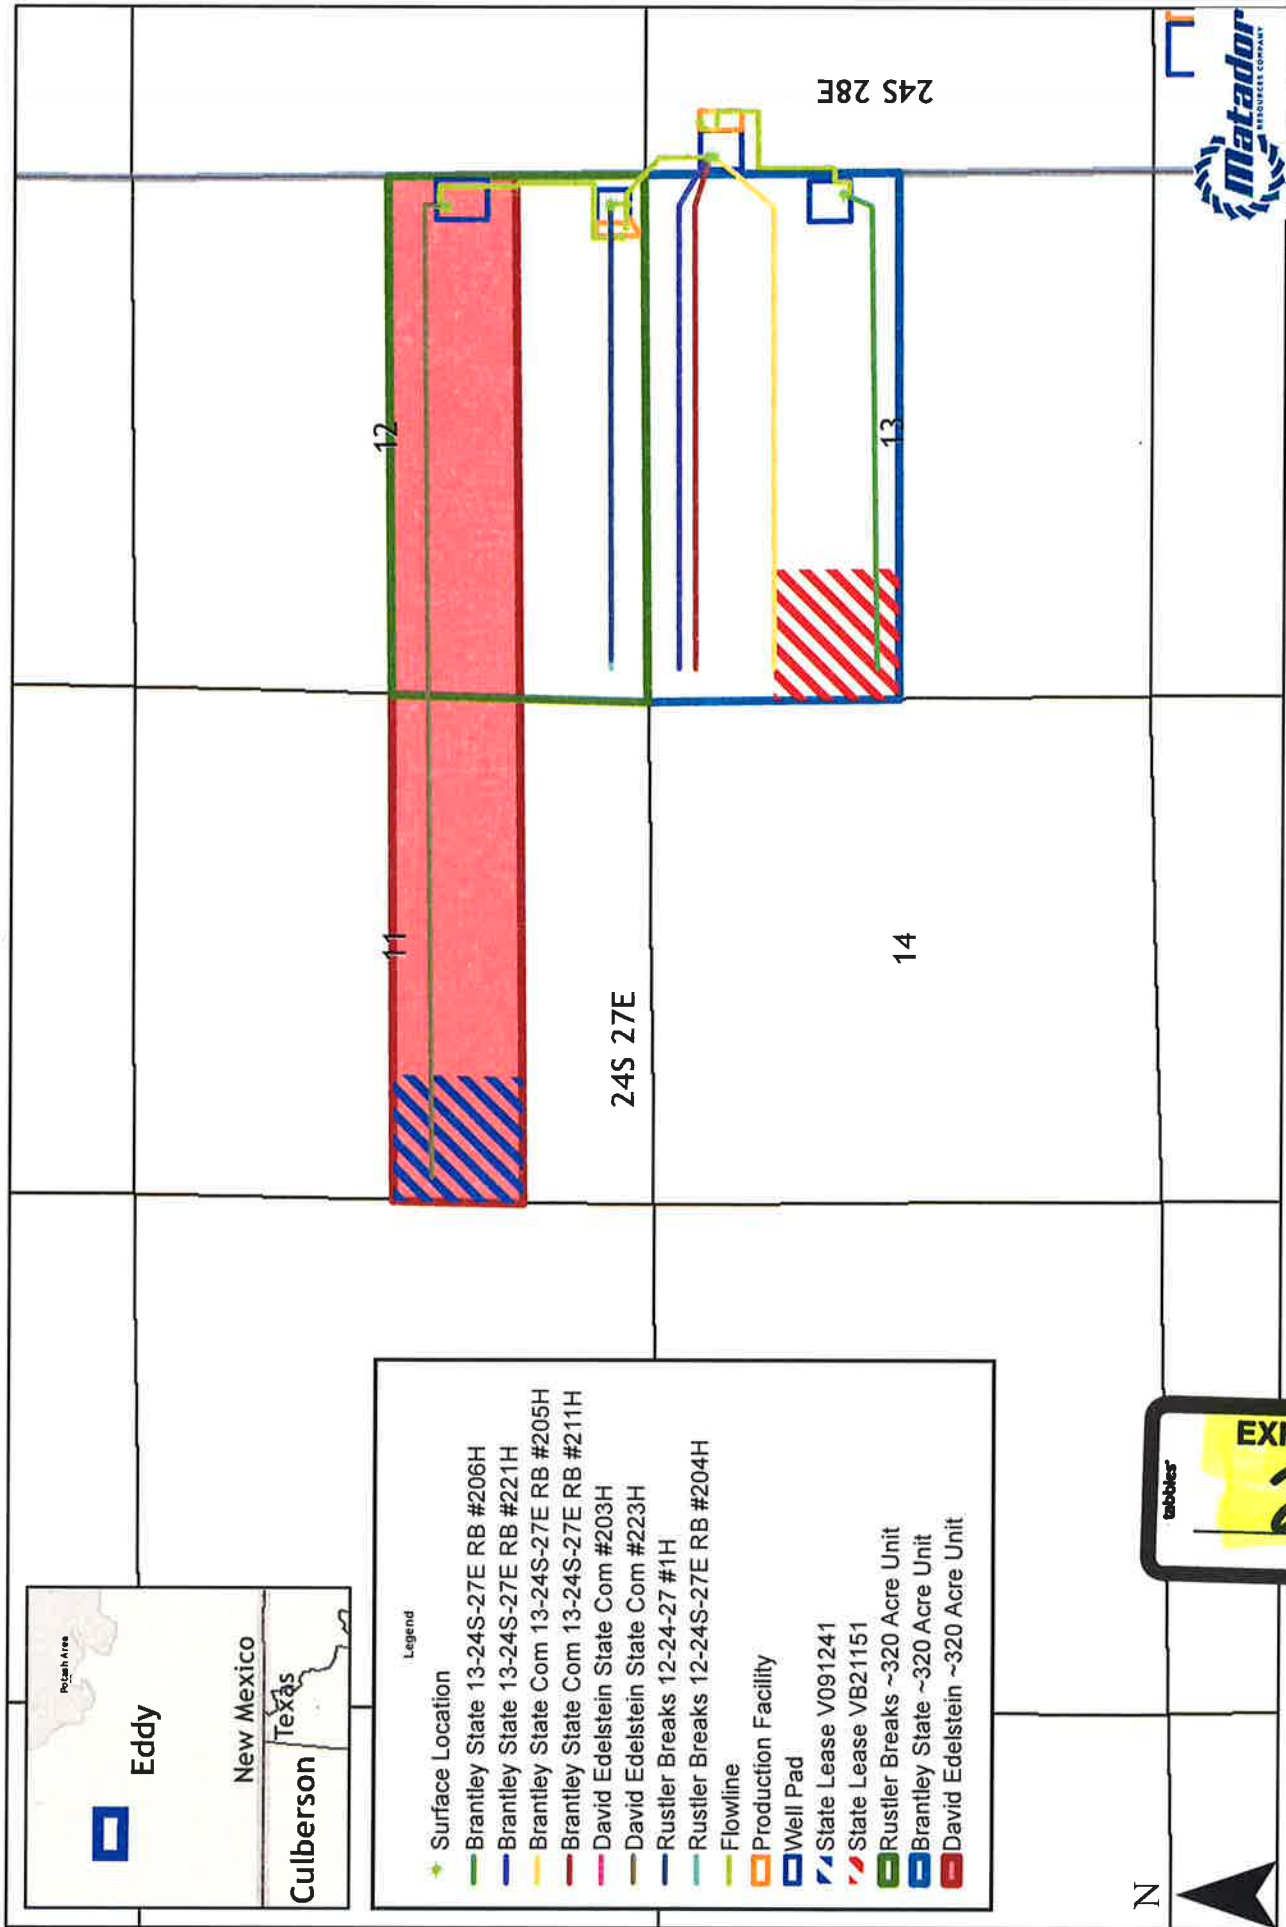 Potash Area
Eddy
New Mexico
Texas
Culberson
Legend
Surface Location
Brantley State 13-24S-27E RB #206H
Brantley State 13-24S-27E RB #221H
Brantley State Com 13-24S-27E RB #205H
Brantley State Com 13-24S-27E RB #211H
David Edelstein State Com #203H
David Edelstein State Com #223H
Rustler Breaks 12-24-27 #1H
Rustler Breaks 12-24S-27E RB #204H
Flowline
Production Facility
Well Pad
State Lease V091241
State Lease VB21151
Rustler Breaks ~320 Acre Unit
Brantley State ~320 Acre Unit
David Edelstein ~320 Acre Unit
N
11
12
24S 27E
14
13
24S 28E
tabbies®
Matador
RESOURCES COMPANY